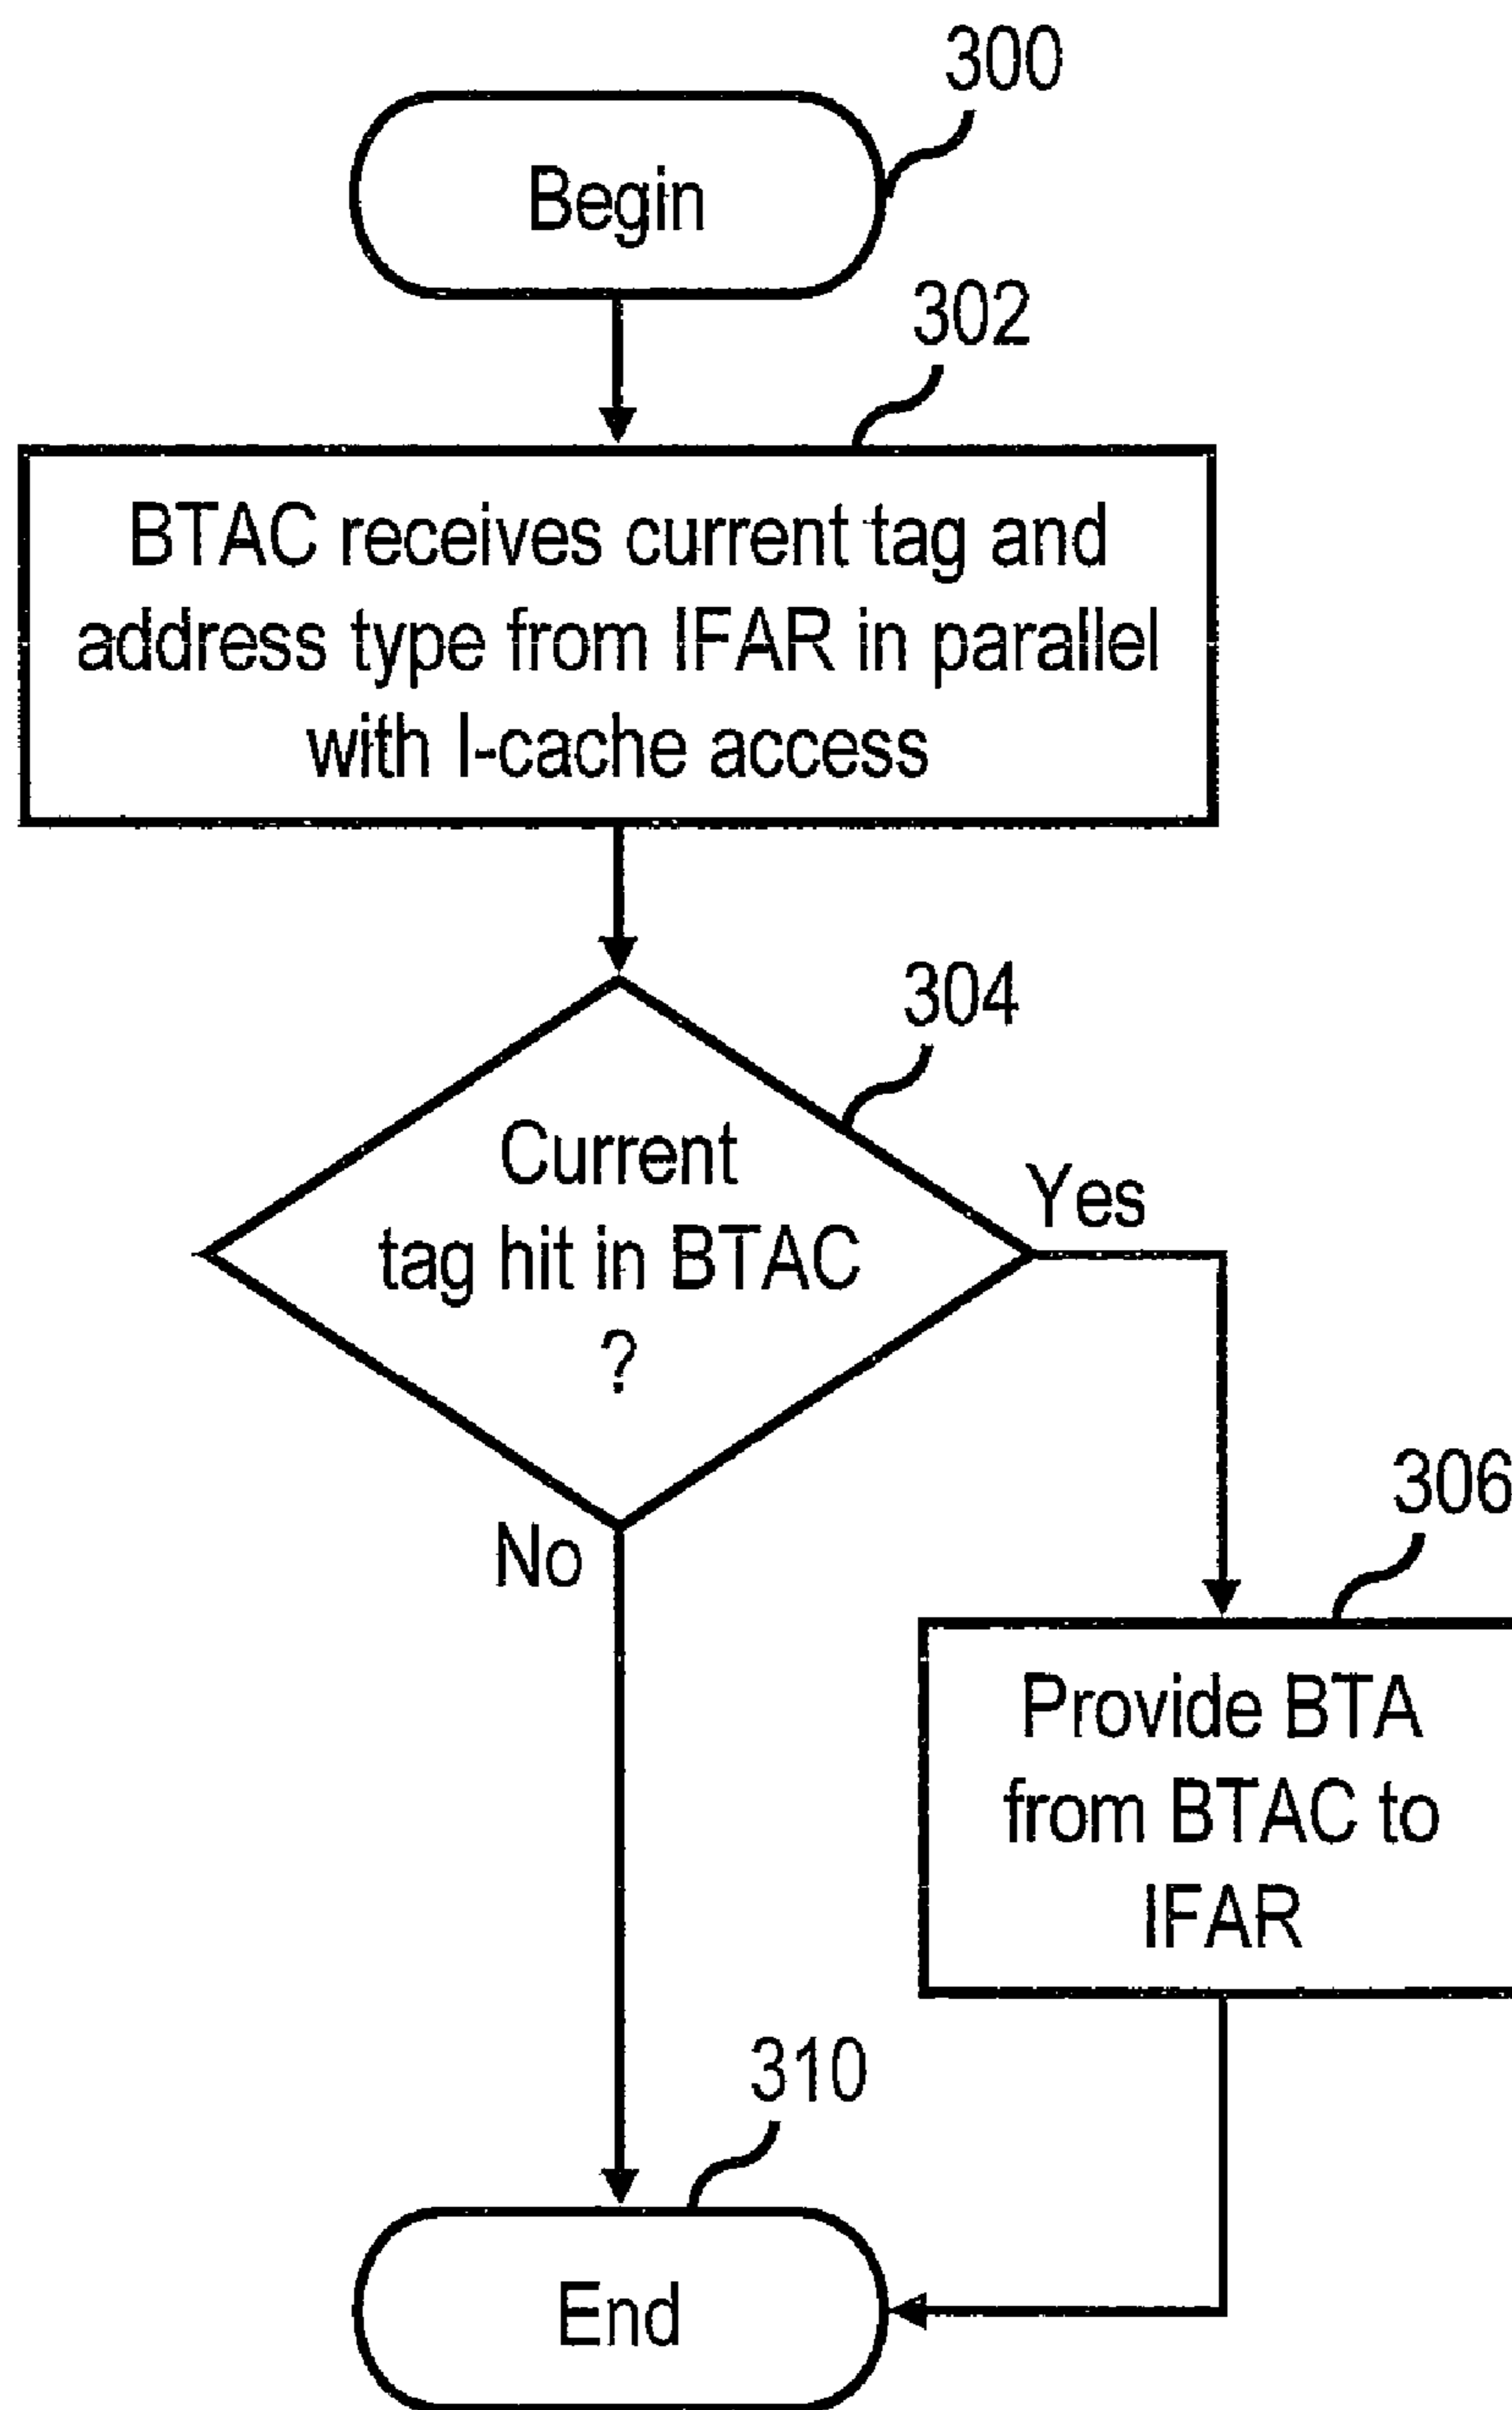 300
Begin
302
BTAC receives current tag and
address type from IFAR in parallel
with I-cache access
304
Current
tag hit in BTAC
?
Yes
No
306
Provide BTA
from BTAC to
IFAR
310
End